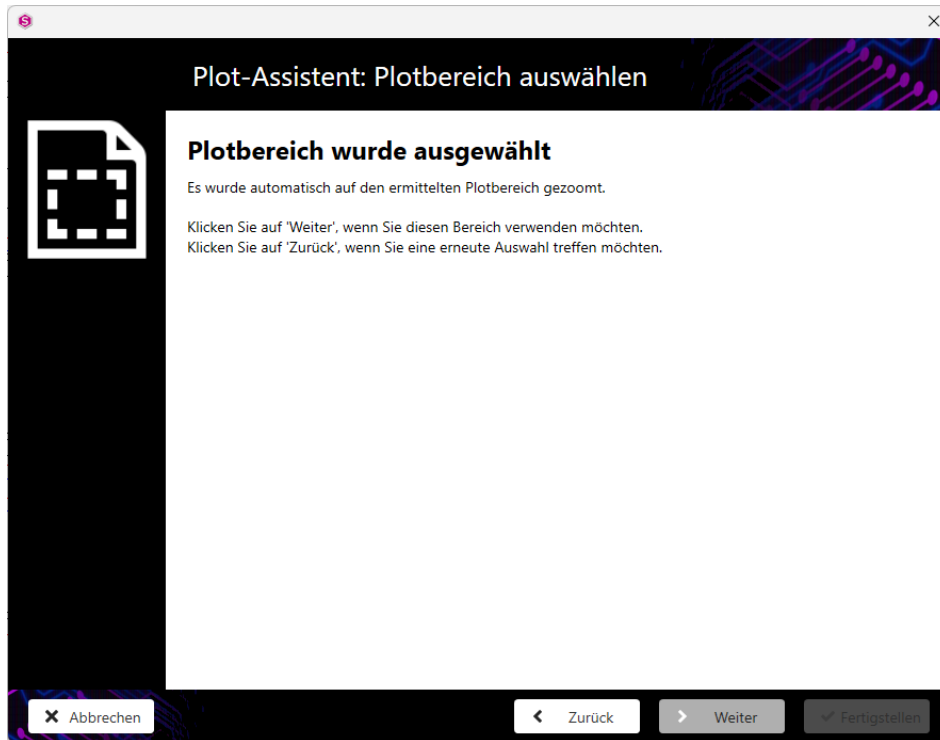 S
Plot-Assistent: Plotbereich auswählen
Plotbereich wurde ausgewählt
Es wurde automatisch auf den ermittelten Plotbereich gezoomt.
Klicken Sie auf 'Weiter', wenn Sie diesen Bereich verwenden möchten.
Klicken Sie auf 'Zurück', wenn Sie eine erneute Auswahl treffen möchten.
Abbrechen
Zurück
Weiter
Fertigstellen